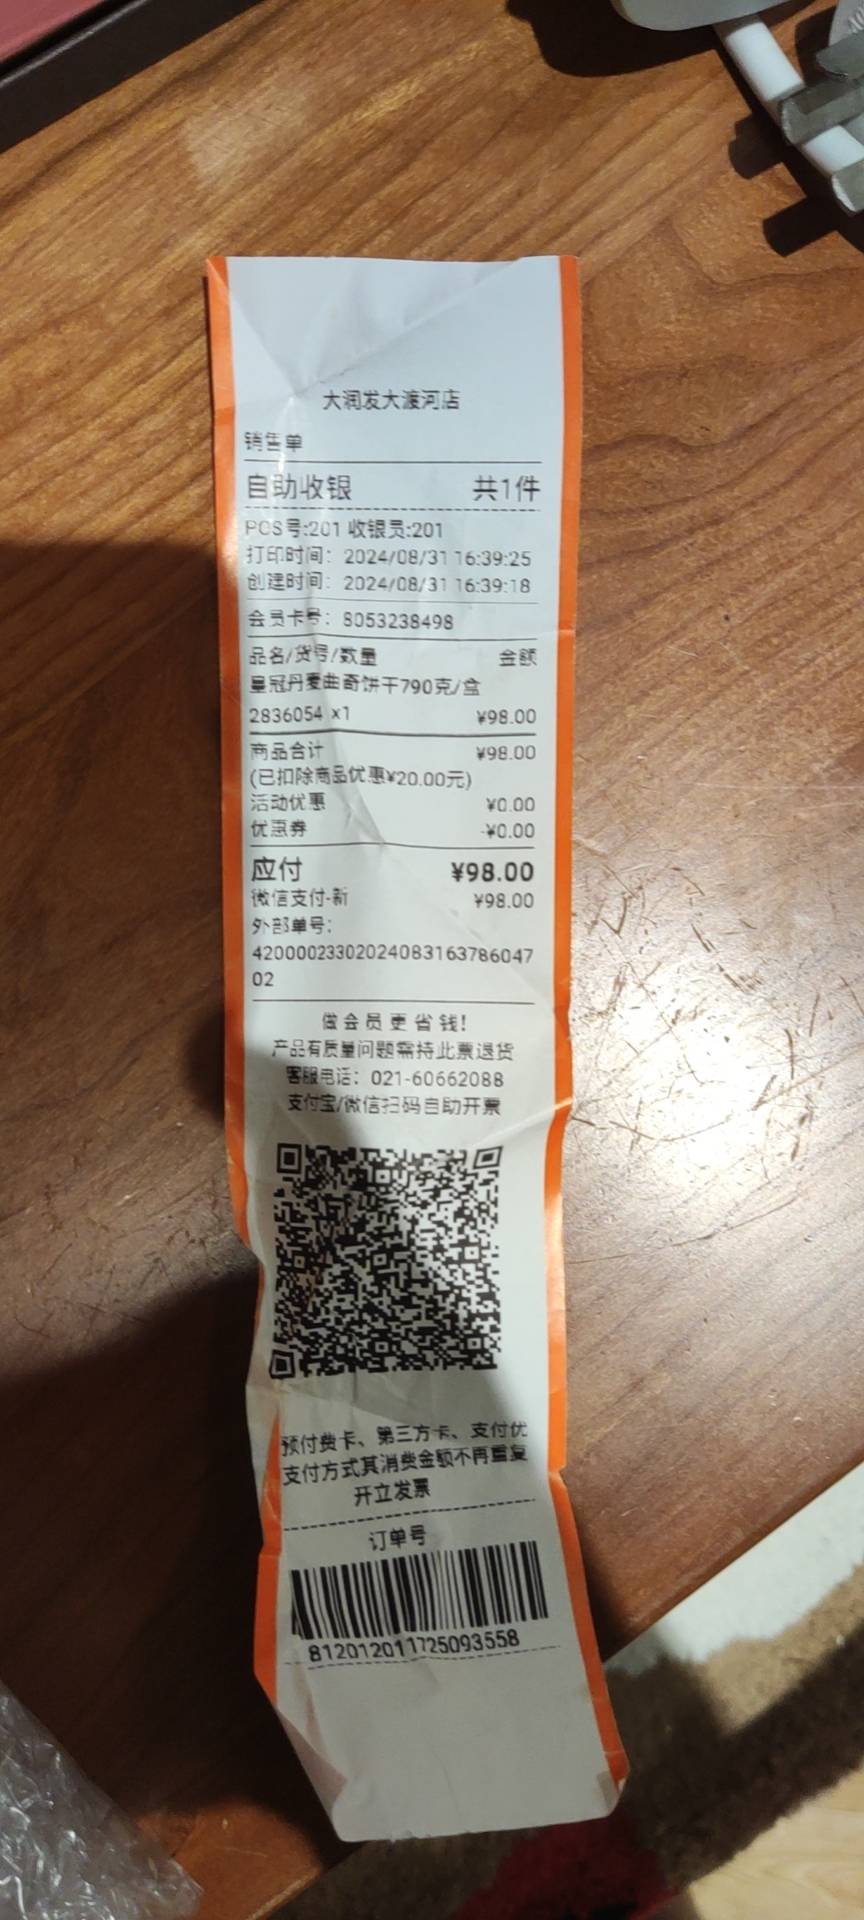 大润发大渡河店
销售单
自助收银 共1件
POS号:201 收银员:201
打印时间：2024/08/31 16:39:25
创建时间：2024/08/31 16:39:18
会员卡号：8053238498
品名/货号/数量 金额
皇冠丹麦曲奇饼干790克/盒
2836054 x1 ¥98.00
商品合计 ¥98.00
(已扣除商品优惠¥20.00元)
活动优惠 ¥0.00
优惠券 -¥0.00
应付 ¥98.00
微信支付-新 ¥98.00
外部单号：
42000023302024083163786047
02
做会员更省钱！
产品有质量问题需持此票退货
客服电话：021-60662088
支付宝/微信扫码自助开票
预付费卡、第三方卡、支付优
支付方式其消费金额不再重复
开立发票
订单号
812012011725093558